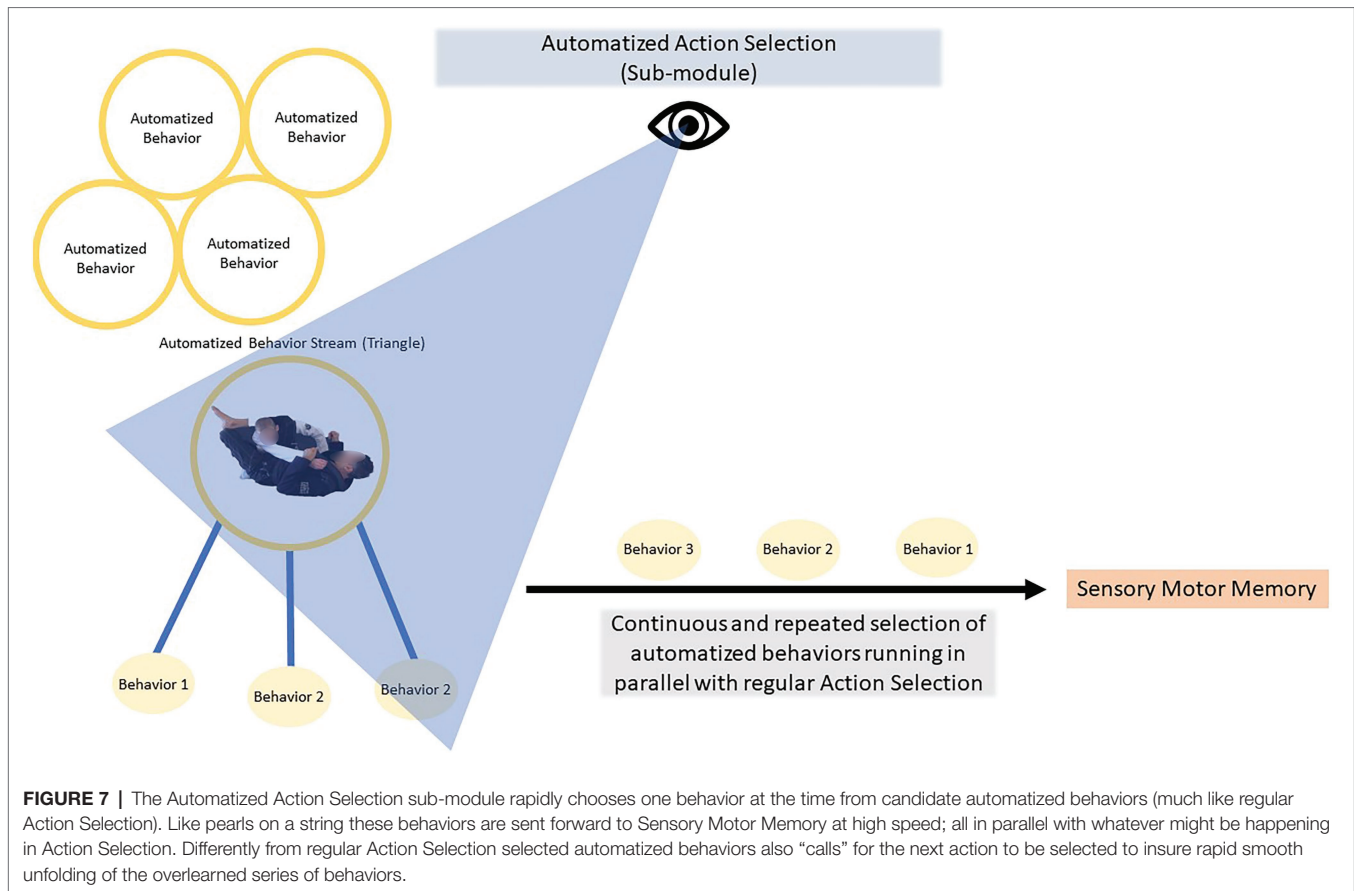 Automatized Action Selection
(Sub-module)
Automatized
Behavior
Automatized
Behavior
Automatized
Behavior
Automatized
Behavior
Automatized Behavior Stream (Triangle)
Behavior 1
Behavior 2
Behavior 2
Behavior 3
Behavior 2
Behavior 1
Sensory Motor Memory
Continuous and repeated selection of
automatized behaviors running in
parallel with regular Action Selection
FIGURE 7 | The Automatized Action Selection sub-module rapidly chooses one behavior at the time from candidate automatized behaviors (much like regular
Action Selection). Like pearls on a string these behaviors are sent forward to Sensory Motor Memory at high speed; all in parallel with whatever might be happening
in Action Selection. Differently from regular Action Selection selected automatized behaviors also “calls” for the next action to be selected to insure rapid smooth
unfolding of the overlearned series of behaviors.